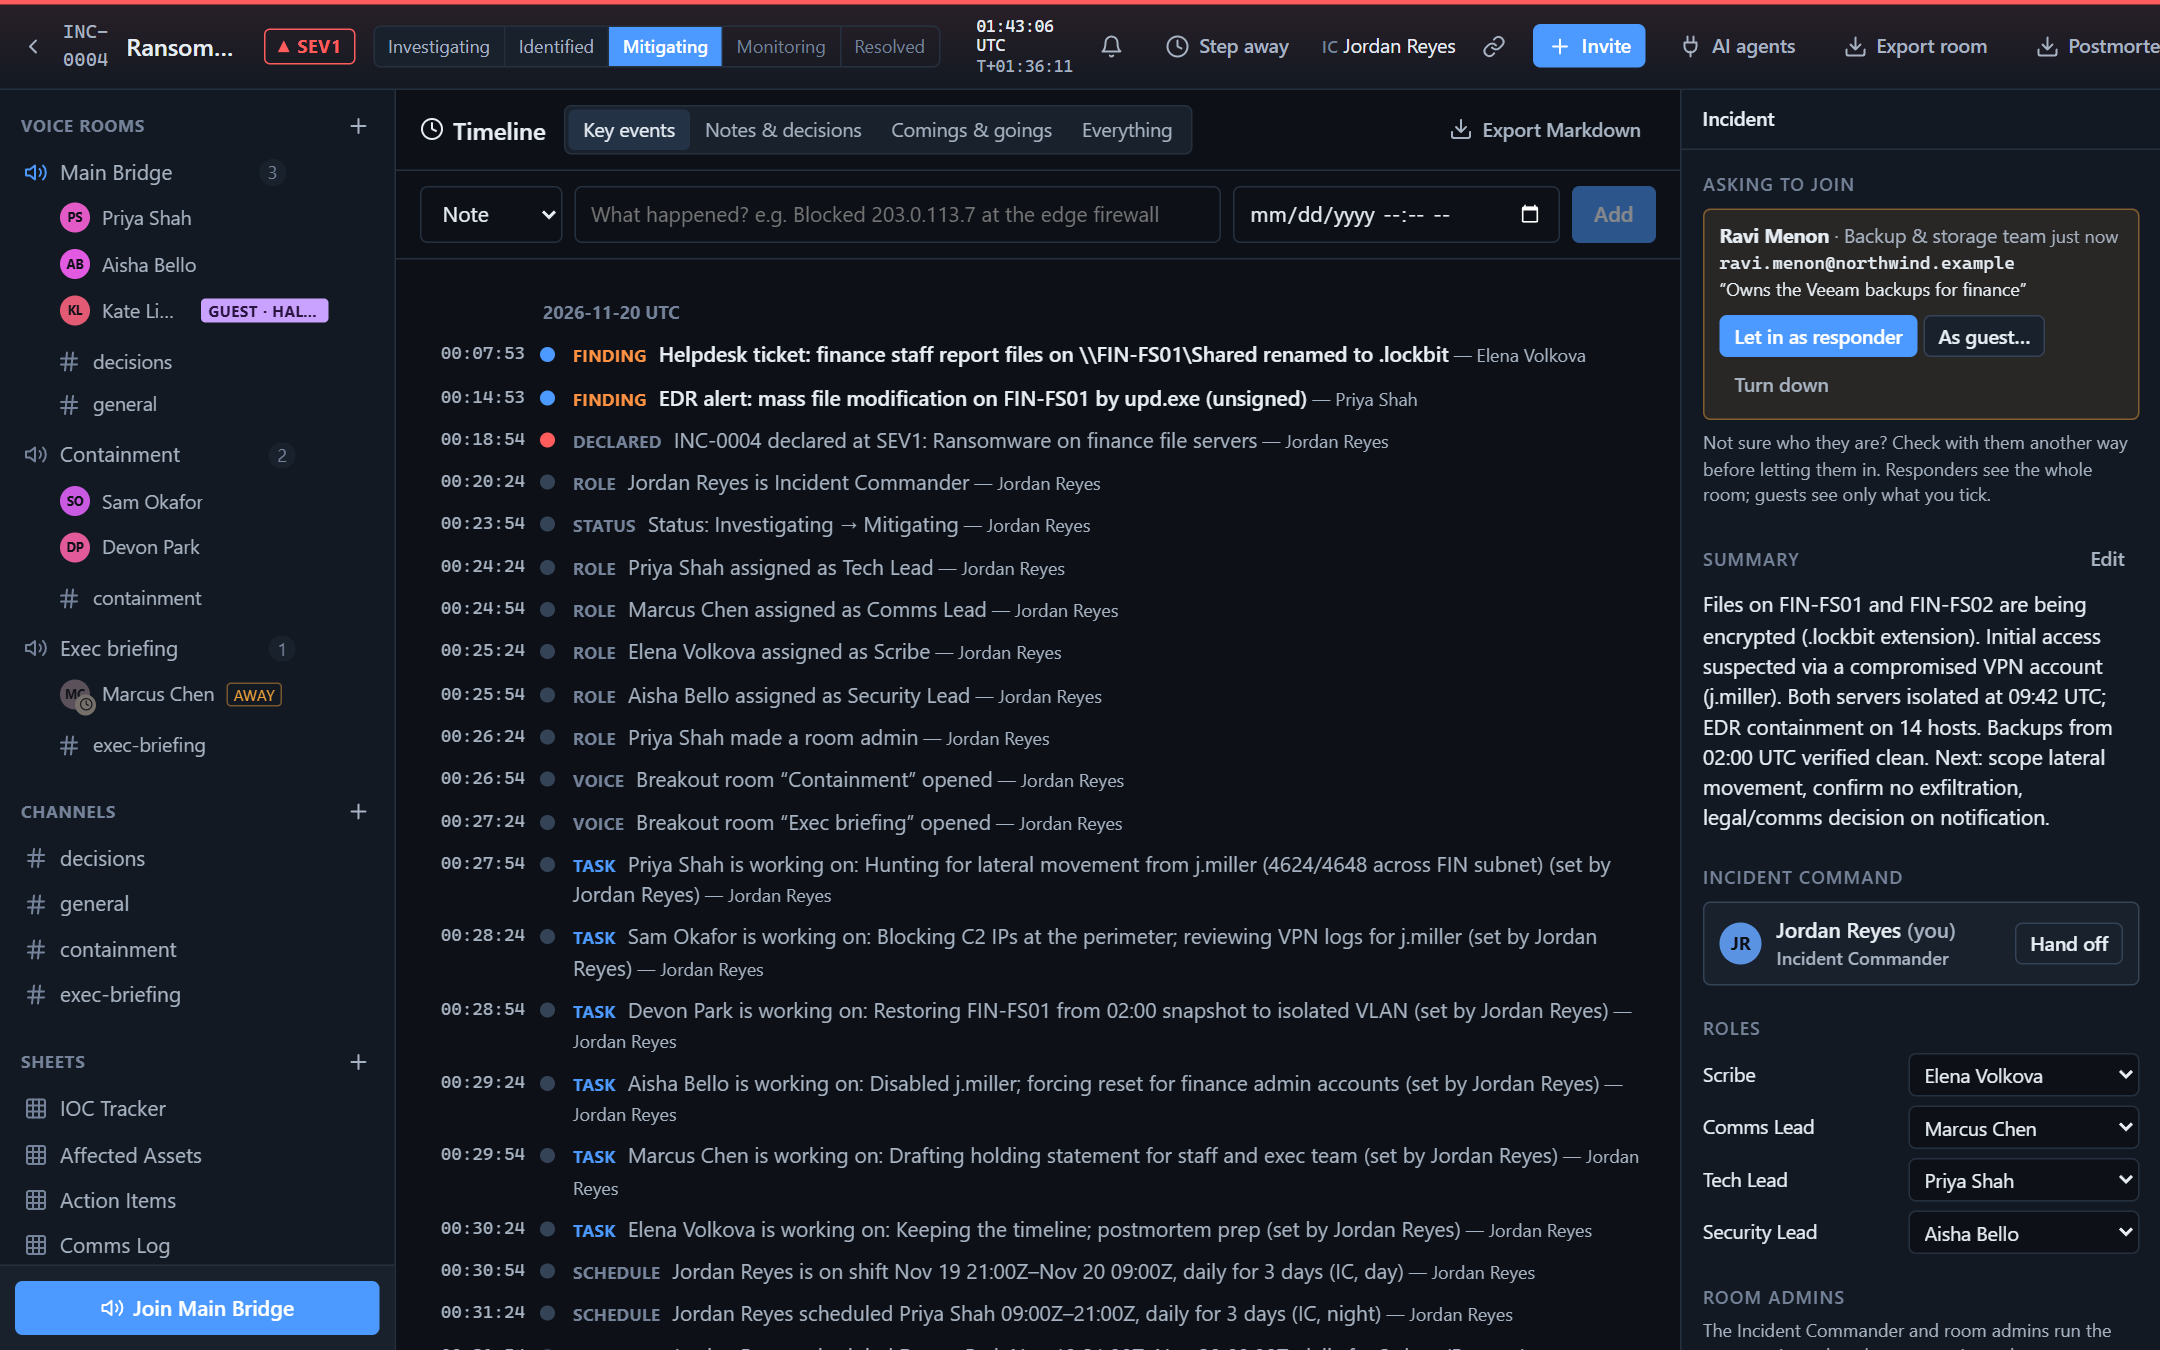 INC-0004
Ransom...
SEV1
Investigating
Identified
Mitigating
Monitoring
Resolved
01:43:06 UTC
T+01:36:11
Step away
IC Jordan Reyes
Invite
AI agents
Export room
Postmorte
VOICE ROOMS
Main Bridge 3
PS Priya Shah
AB Aisha Bello
KL Kate Li... GUEST · HAL...
# decisions
# general
Containment 2
SO Sam Okafor
DP Devon Park
# containment
Exec briefing 1
MC Marcus Chen AWAY
# exec-briefing
CHANNELS
# decisions
# general
# containment
# exec-briefing
SHEETS
IOC Tracker
Affected Assets
Action Items
Comms Log
Join Main Bridge
Timeline
Key events
Notes & decisions
Comings & goings
Everything
Export Markdown
Note
What happened? e.g. Blocked 203.0.113.7 at the edge firewall
mm/dd/yyyy --:-- --
Add
2026-11-20 UTC
00:07:53 FINDING Helpdesk ticket: finance staff report files on \\FIN-FS01\Shared renamed to .lockbit — Elena Volkova
00:14:53 FINDING EDR alert: mass file modification on FIN-FS01 by upd.exe (unsigned) — Priya Shah
00:18:54 DECLARED INC-0004 declared at SEV1: Ransomware on finance file servers — Jordan Reyes
00:20:24 ROLE Jordan Reyes is Incident Commander — Jordan Reyes
00:23:54 STATUS Status: Investigating → Mitigating — Jordan Reyes
00:24:24 ROLE Priya Shah assigned as Tech Lead — Jordan Reyes
00:24:54 ROLE Marcus Chen assigned as Comms Lead — Jordan Reyes
00:25:24 ROLE Elena Volkova assigned as Scribe — Jordan Reyes
00:25:54 ROLE Aisha Bello assigned as Security Lead — Jordan Reyes
00:26:24 ROLE Priya Shah made a room admin — Jordan Reyes
00:26:54 VOICE Breakout room “Containment” opened — Jordan Reyes
00:27:24 VOICE Breakout room “Exec briefing” opened — Jordan Reyes
00:27:54 TASK Priya Shah is working on: Hunting for lateral movement from j.miller (4624/4648 across FIN subnet) (set by
Jordan Reyes) — Jordan Reyes
00:28:24 TASK Sam Okafor is working on: Blocking C2 IPs at the perimeter; reviewing VPN logs for j.miller (set by Jordan
Reyes) — Jordan Reyes
00:28:54 TASK Devon Park is working on: Restoring FIN-FS01 from 02:00 snapshot to isolated VLAN (set by Jordan Reyes) —
Jordan Reyes
00:29:24 TASK Aisha Bello is working on: Disabled j.miller; forcing reset for finance admin accounts (set by Jordan Reyes) —
Jordan Reyes
00:29:54 TASK Marcus Chen is working on: Drafting holding statement for staff and exec team (set by Jordan Reyes) — Jordan
Reyes
00:30:24 TASK Elena Volkova is working on: Keeping the timeline; postmortem prep (set by Jordan Reyes) — Jordan Reyes
00:30:54 SCHEDULE Jordan Reyes is on shift Nov 19 21:00Z–Nov 20 09:00Z, daily for 3 days (IC, day) — Jordan Reyes
00:31:24 SCHEDULE Jordan Reyes scheduled Priya Shah 09:00Z–21:00Z, daily for 3 days (IC, night) — Jordan Reyes
Incident
ASKING TO JOIN
Ravi Menon · Backup & storage team just now
ravi.menon@northwind.example
“Owns the Veeam backups for finance”
Let in as responder
As guest...
Turn down
Not sure who they are? Check with them another way
before letting them in. Responders see the whole
room; guests see only what you tick.
SUMMARY
Edit
Files on FIN-FS01 and FIN-FS02 are being
encrypted (.lockbit extension). Initial access
suspected via a compromised VPN account
(j.miller). Both servers isolated at 09:42 UTC;
EDR containment on 14 hosts. Backups from
02:00 UTC verified clean. Next: scope lateral
movement, confirm no exfiltration,
legal/comms decision on notification.
INCIDENT COMMAND
JR Jordan Reyes (you)
Incident Commander
Hand off
ROLES
Scribe Elena Volkova
Comms Lead Marcus Chen
Tech Lead Priya Shah
Security Lead Aisha Bello
ROOM ADMINS
The Incident Commander and room admins run the